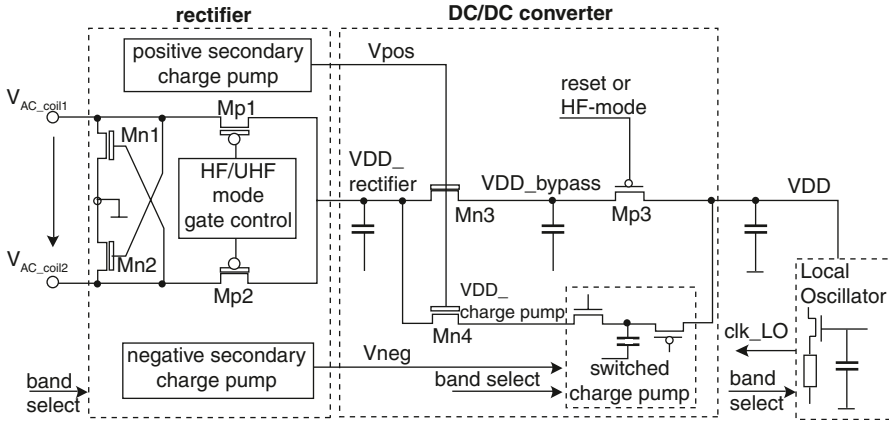 rectifier
DC/DC converter
positive secondary
charge pump
Vpos
V AC_coil1
Mp1
reset or
HF-mode
Mn1
HF/UHF
mode
gate control
VDD_
rectifier
VDD_bypass
VDD
Mn3
Mp3
V AC_coil2
Mn2
Mp2
VDD_
charge pump
Mn4
Local
Oscillator
clk_LO
negative secondary
charge pump
Vneg
switched
charge pump
band
select
band select
band
select